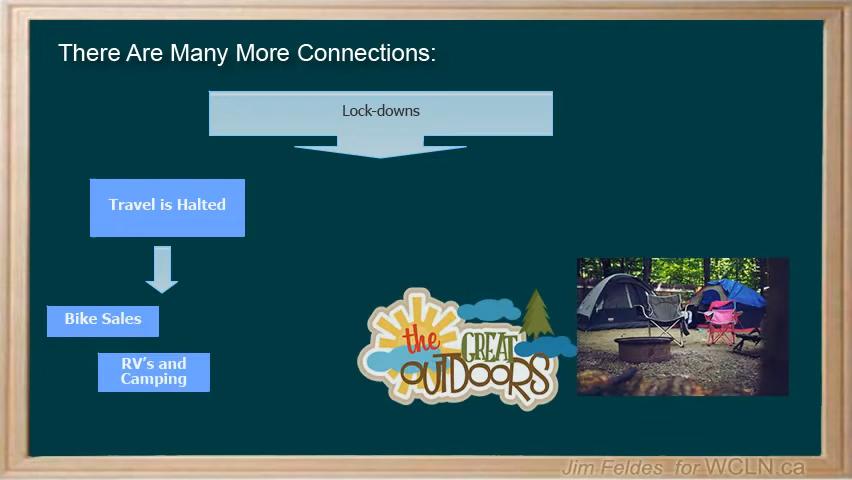 There Are Many More Connections:
Lock-downs
Travel is Halted
Bike Sales
RV's and
Camping
the GREAT
OUTDOORS
Jim Feldes for WCLN.ca